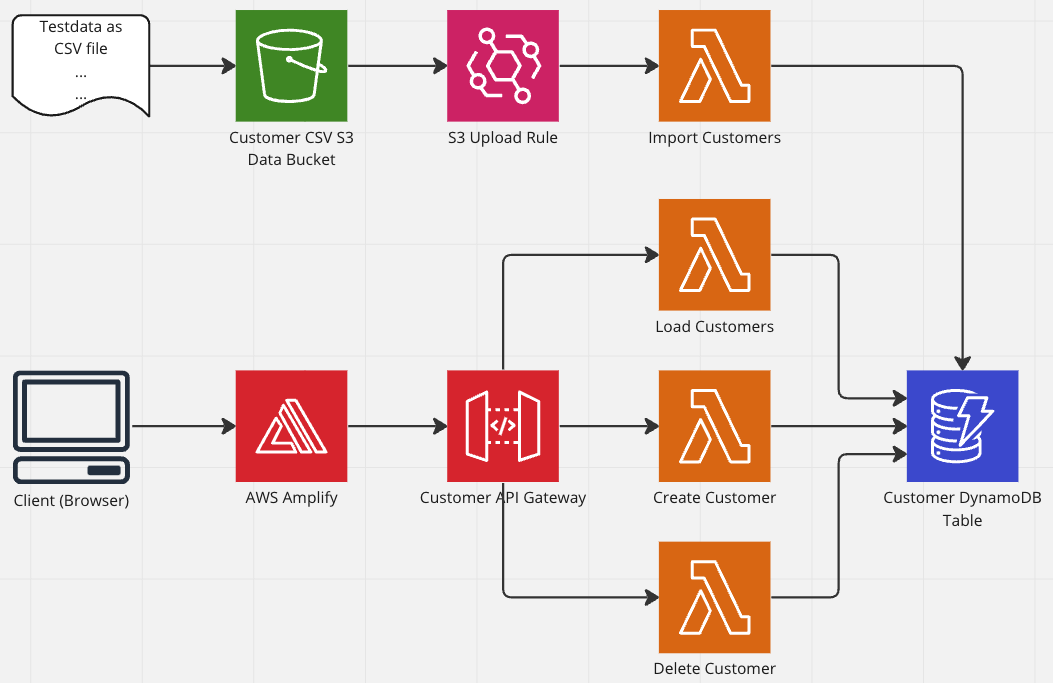 Testdata as
CSV file
...
...
Customer CSV S3
Data Bucket
S3 Upload Rule
Import Customers
Load Customers
Client (Browser)
AWS Amplify
Customer API Gateway
</>
Create Customer
Customer DynamoDB
Table
Delete Customer